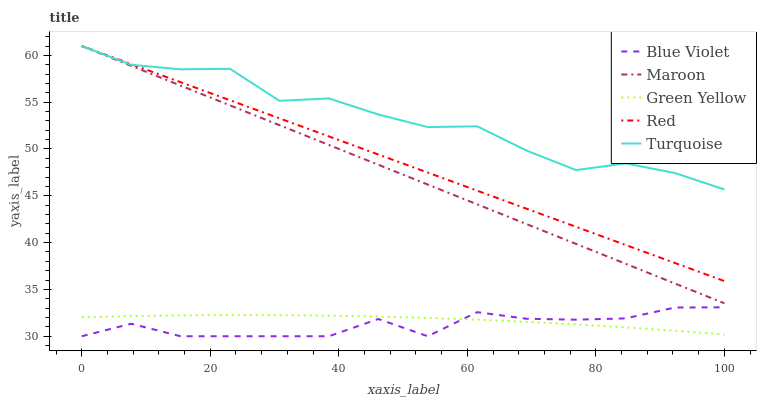 title
Blue Violet
Maroon
Green Yellow
Red
Turquoise
yaxis_label
60
55
50
45
40
35
30
0
20
40
60
80
100
xaxis_label